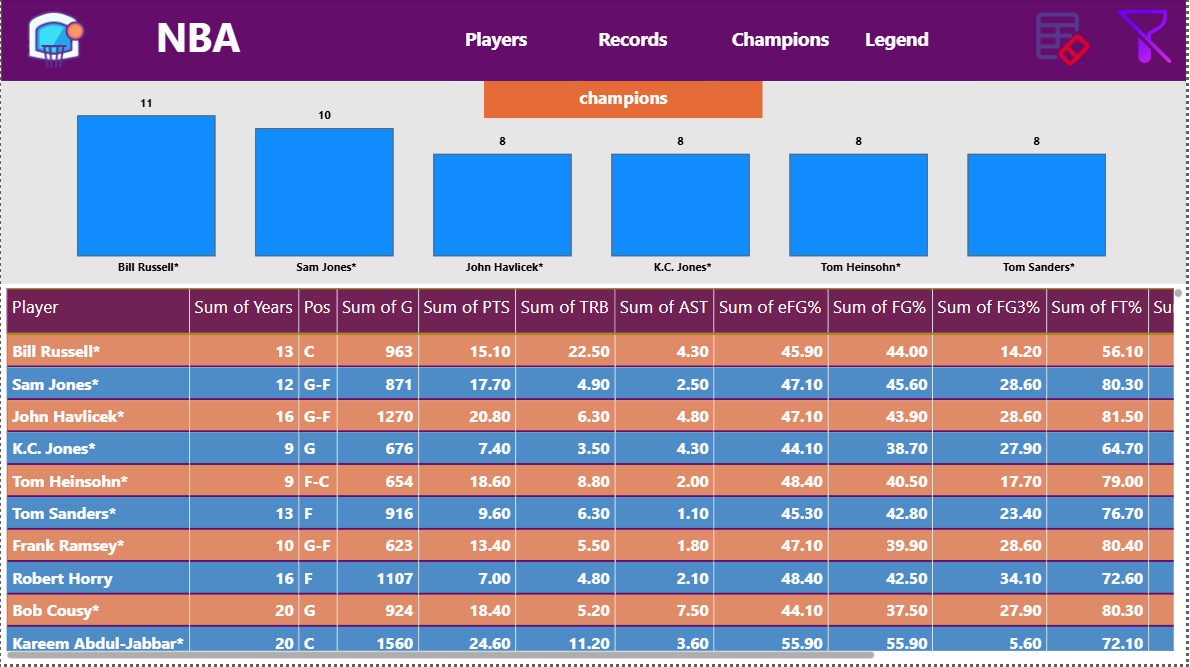 NBA Players Records Champions Legend
champions
11 10 8 8 8 8
Bill Russell* Sam Jones* John Havlicek* K.C. Jones* Tom Heinsohn* Tom Sanders*
Player Sum of Years Pos Sum of G Sum of PTS Sum of TRB Sum of AST Sum of eFG% Sum of FG% Sum of FG3% Sum of FT% Su
Bill Russell* 13 C 963 15.10 22.50 4.30 45.90 44.00 14.20 56.10
Sam Jones* 12 G-F 871 17.70 4.90 2.50 47.10 45.60 28.60 80.30
John Havlicek* 16 G-F 1270 20.80 6.30 4.80 47.10 43.90 28.60 81.50
K.C. Jones* 9 G 676 7.40 3.50 4.30 44.10 38.70 27.90 64.70
Tom Heinsohn* 9 F-C 654 18.60 8.80 2.00 48.40 40.50 17.70 79.00
Tom Sanders* 13 F 916 9.60 6.30 1.10 45.30 42.80 23.40 76.70
Frank Ramsey* 10 G-F 623 13.40 5.50 1.80 47.10 39.90 28.60 80.40
Robert Horry 16 F 1107 7.00 4.80 2.10 48.40 42.50 34.10 72.60
Bob Cousy* 20 G 924 18.40 5.20 7.50 44.10 37.50 27.90 80.30
Kareem Abdul-Jabbar* 20 C 1560 24.60 11.20 3.60 55.90 55.90 5.60 72.10